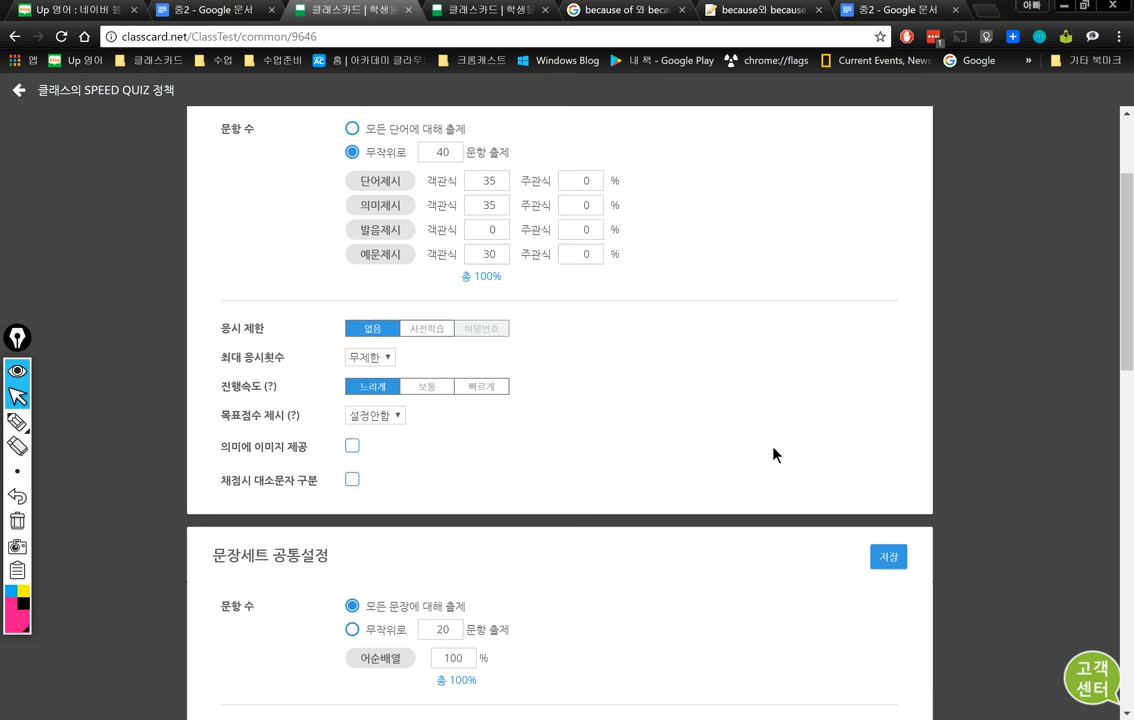 Up 영어 : 네이버 블
중2 - Google 문서
클래스카드 | 학생들
클래스카드 | 학생들
because of 와 beca
because와 because
중2 - Google 문서
아빠
classcard.net/ClassTest/common/9646
1
앱
Up 영어
클래스카드
수업
수업준비
홈 | 아카데미 클라우
크롬캐스트
Windows Blog
내 책 - Google Play
chrome://flags
Current Events, News
Google
»
기타 북마크
클래스의 SPEED QUIZ 정책
문항 수
모든 단어에 대해 출제
무작위로 40 문항 출제
단어제시 객관식 35 주관식 0 %
의미제시 객관식 35 주관식 0 %
발음제시 객관식 0 주관식 0 %
예문제시 객관식 30 주관식 0 %
총 100%
응시 제한 없음 사전학습 비밀번호
최대 응시횟수 무제한
진행속도 (?) 느리게 보통 빠르게
목표점수 제시 (?) 설정안함
의미에 이미지 제공
채점시 대소문자 구분
문장세트 공통설정 저장
문항 수
모든 문장에 대해 출제
무작위로 20 문항 출제
어순배열 100 %
총 100%
고객
센터